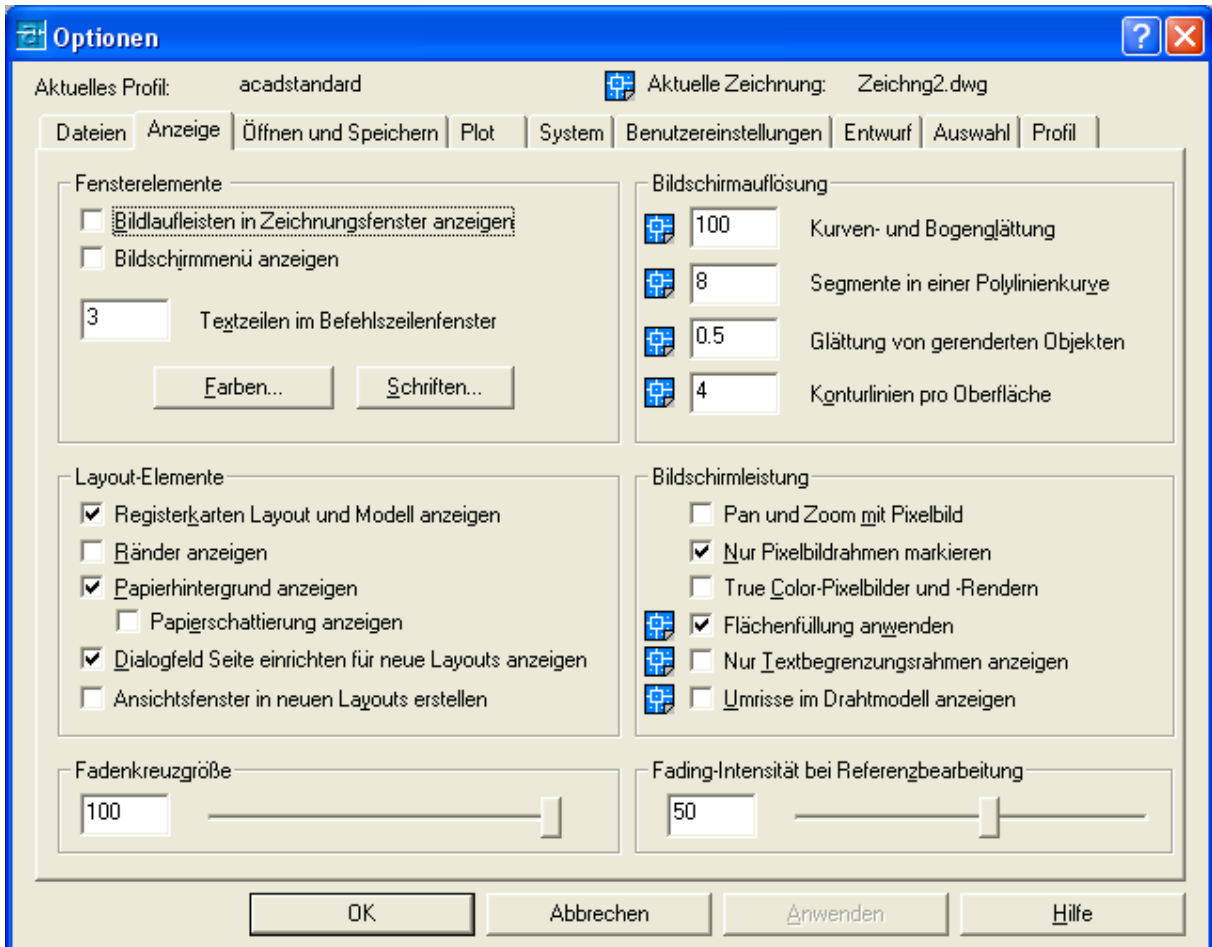 Optionen
Aktuelles Profil: acadstandard Aktuelle Zeichnung: Zeichng2.dwg
Dateien Anzeige Öffnen und Speichern Plot System Benutzereinstellungen Entwurf Auswahl Profil
Fensterelemente
Bildlaufleisten in Zeichnungsfenster anzeigen
Bildschirmmenü anzeigen
3 Textzeilen im Befehlszeilenfenster
Farben... Schriften...
Bildschirmauflösung
100 Kurven- und Bogenglättung
8 Segmente in einer Polylinienkurve
0.5 Glättung von gerenderten Objekten
4 Konturlinien pro Oberfläche
Layout-Elemente
Registerkarten Layout und Modell anzeigen
Ränder anzeigen
Papierhintergrund anzeigen
Papierschattierung anzeigen
Dialogfeld Seite einrichten für neue Layouts anzeigen
Ansichtsfenster in neuen Layouts erstellen
Bildschirmleistung
Pan und Zoom mit Pixelbild
Nur Pixelbildrahmen markieren
True Color-Pixelbilder und -Rendern
Flächenfüllung anwenden
Nur Textbegrenzungsrahmen anzeigen
Umrisse im Drahtmodell anzeigen
Fadenkreuzgröße
100
Fading-Intensität bei Referenzbearbeitung
50
OK Abbrechen Anwenden Hilfe